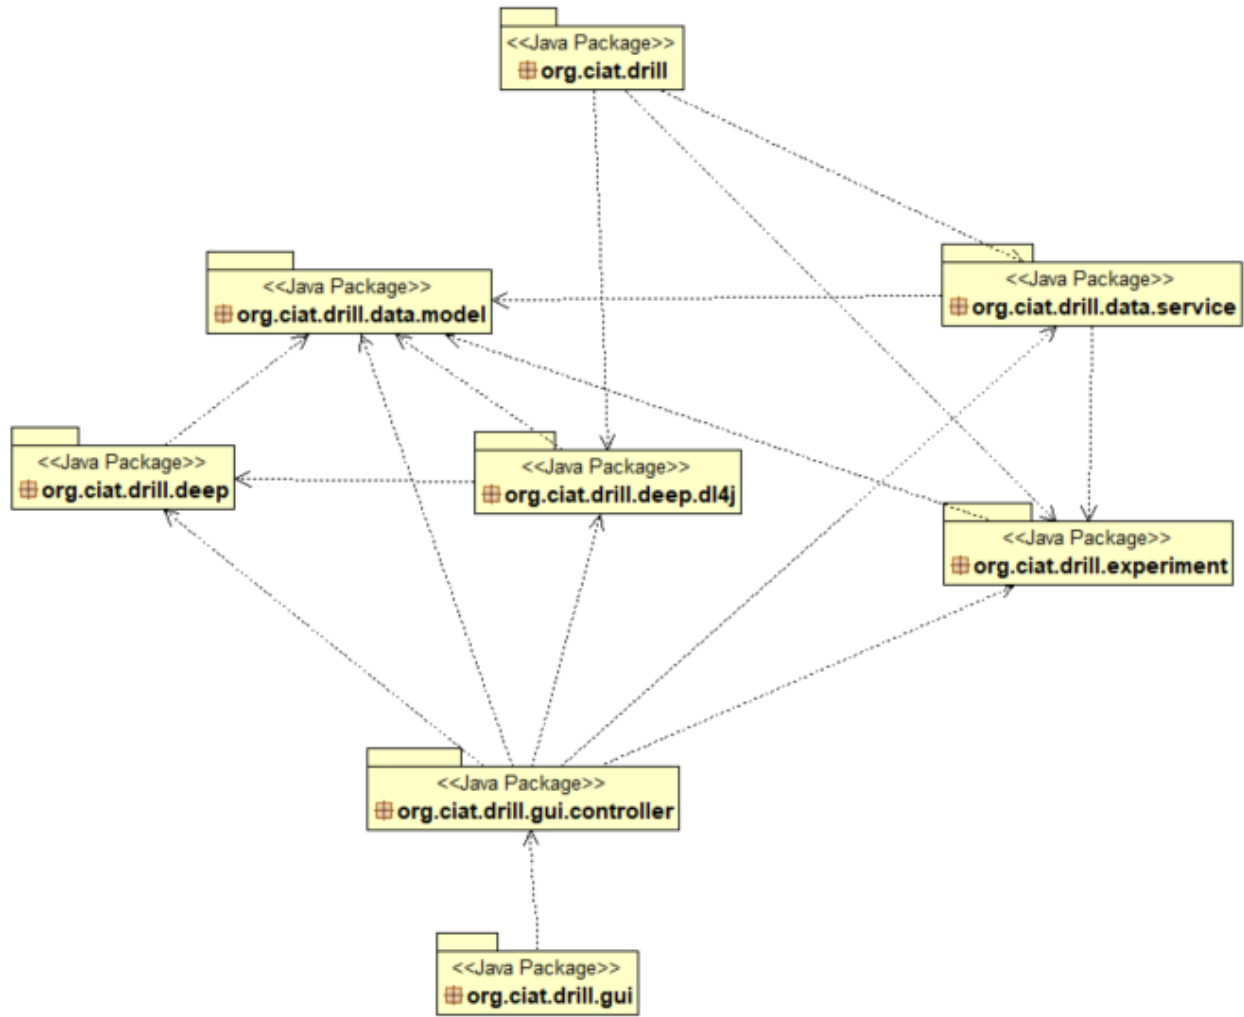 <<Java Package>>
org.ciat.drill
<<Java Package>>
org.ciat.drill.data.model
<<Java Package>>
org.ciat.drill.data.service
<<Java Package>>
org.ciat.drill.deep
<<Java Package>>
org.ciat.drill.deep.dl4j
<<Java Package>>
org.ciat.drill.experiment
<<Java Package>>
org.ciat.drill.gui.controller
<<Java Package>>
org.ciat.drill.gui